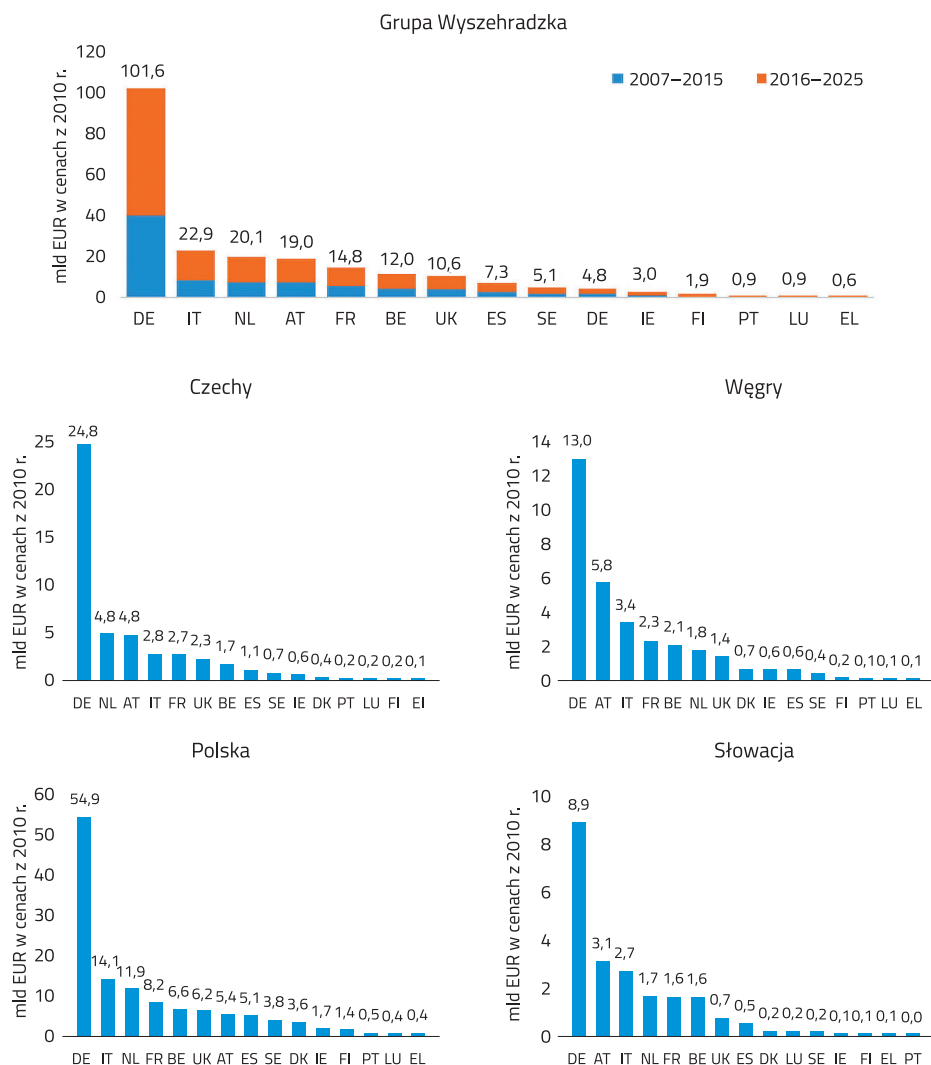 Grupa Wyszehradzka
mld EUR w cenach z 2010 r.
120
100
80
60
40
20
0
2007–2015 2016–2025
101,6 22,9 20,1 19,0 14,8 12,0 10,6 7,3 5,1 4,8 3,0 1,9 0,9 0,9 0,6
DE IT NL AT FR BE UK ES SE DE IE FI PT LU EL
Czechy
mld EUR w cenach z 2010 r.
25
20
15
10
5
0
24,8 4,8 4,8 2,8 2,7 2,3 1,7 1,1 0,7 0,6 0,4 0,2 0,2 0,2 0,1
DE NL AT IT FR UK BE ES SE IE DK PT LU FI EI
Węgry
mld EUR w cenach z 2010 r.
14
12
10
8
6
4
2
0
13,0 5,8 3,4 2,3 2,1 1,8 1,4 0,7 0,6 0,6 0,4 0,2 0,1 0,1 0,1
DE AT IT FR BE NL UK DK IE ES SE FI PT LU EL
Polska
mld EUR w cenach z 2010 r.
60
50
40
30
20
10
0
54,9 14,1 11,9 8,2 6,6 6,2 5,4 5,1 3,8 3,6 1,7 1,4 0,5 0,4 0,4
DE IT NL FR BE UK AT ES SE DK IE FI PT LU EL
Słowacja
mld EUR w cenach z 2010 r.
10
8
6
4
2
0
8,9 3,1 2,7 1,7 1,6 1,6 0,7 0,5 0,2 0,2 0,2 0,10 0,1 0,1 0,0
DE AT IT NL FR BE UK ES DK LU SE IE FI EL PT